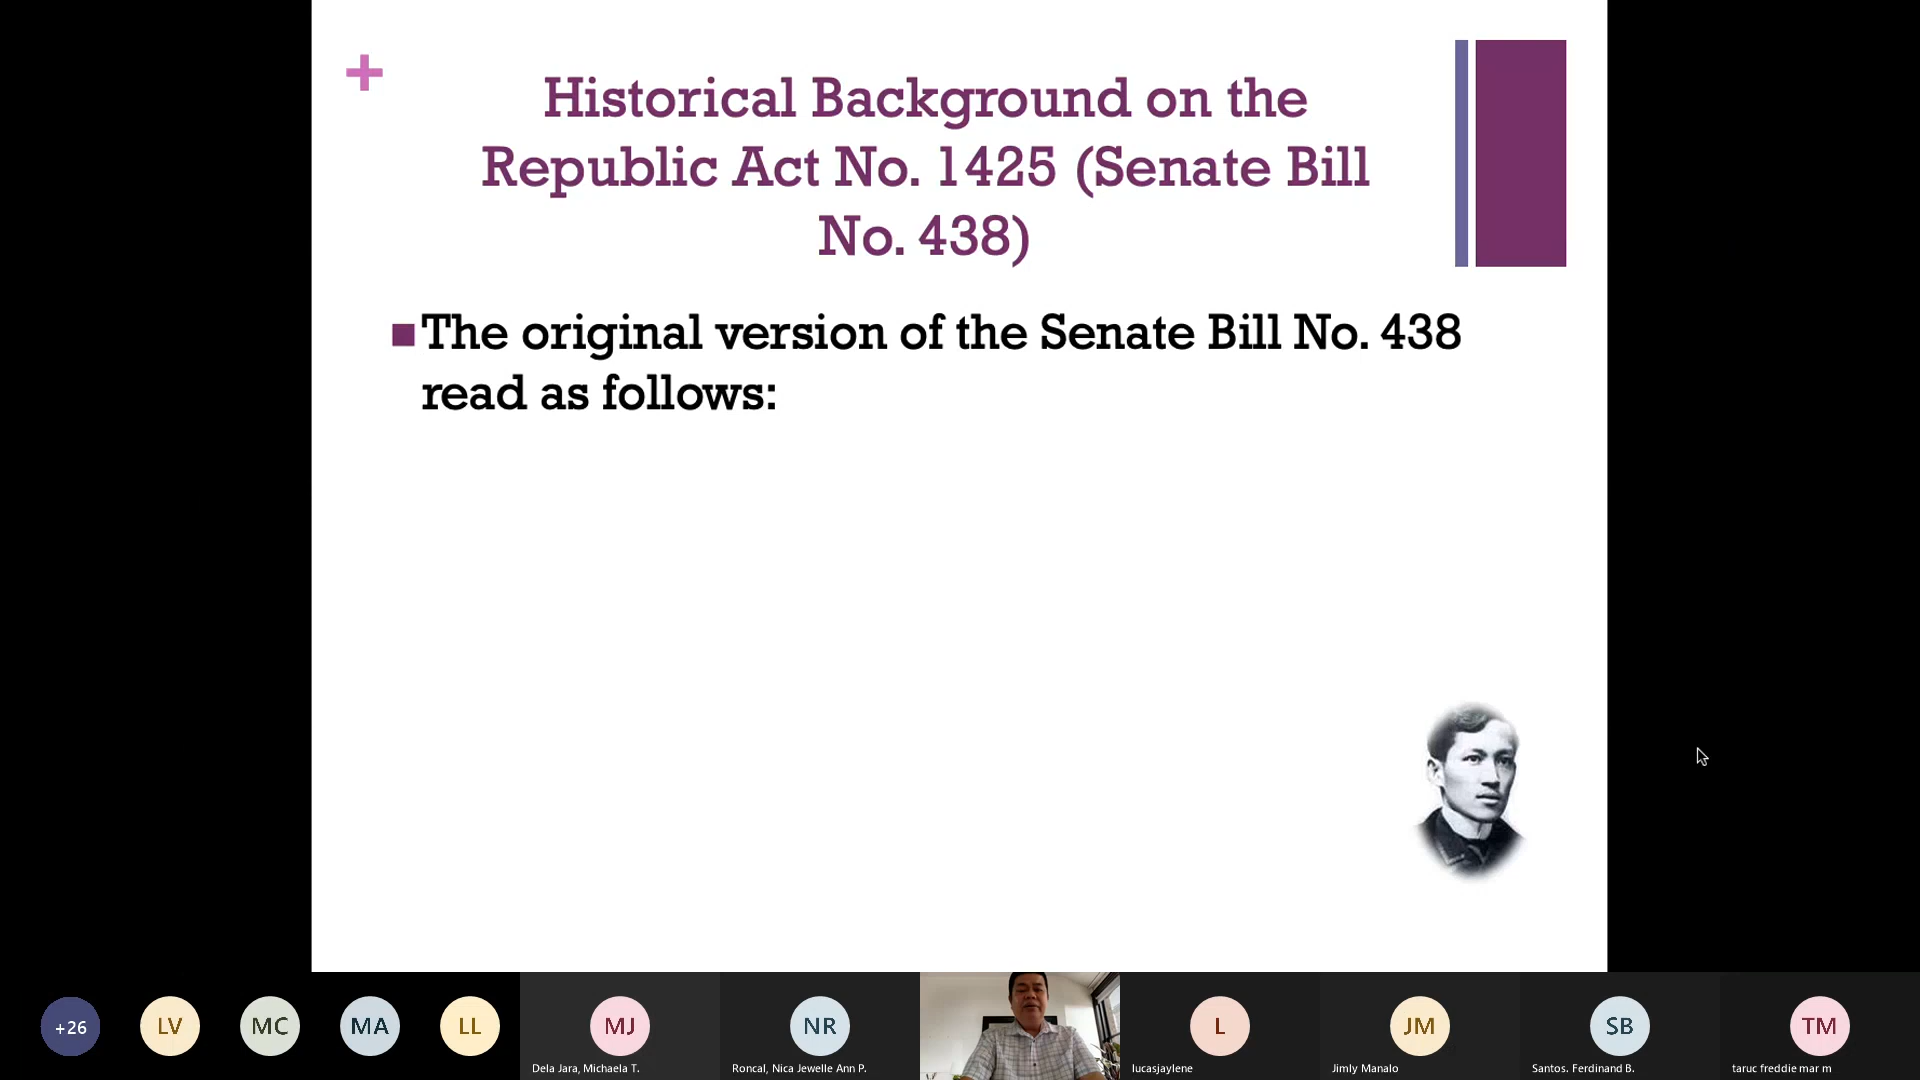 +
Historical Background on the
Republic Act No. 1425 (Senate Bill
No. 438)
The original version of the Senate Bill No. 438
read as follows:
+26
LV
MC
MA
LL
MJ
Dela Jara, Michaela T.
NR
Roncal, Nica Jewelle Ann P.
L
lucasjaylene
JM
Jimly Manalo
SB
Santos. Ferdinand B.
TM
taruc freddie mar m